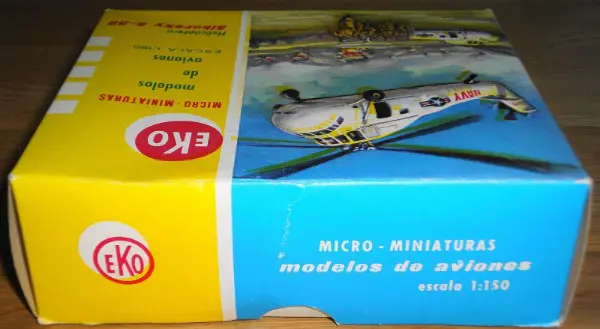 EKO
MICRO - MINIATURAS
modelos
de
aviones
ESCALA 1:150
Helicóptero
Sikorsky S-58
NAVY
EKO
MICRO - MINIATURAS
modelos de aviones
escala 1:150